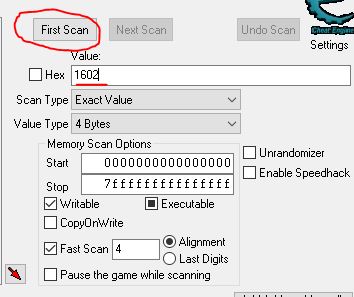 First Scan Next Scan Undo Scan
Cheat Engine
Settings
Value:
Hex 1602
Scan Type Exact Value
Value Type 4 Bytes
Memory Scan Options
Start 0000000000000000
Unrandomizer
Stop 7fffffffffffffff
Enable Speedhack
Writable Executable
CopyOnWrite
Fast Scan 4 Alignment
Last Digits
Pause the game while scanning